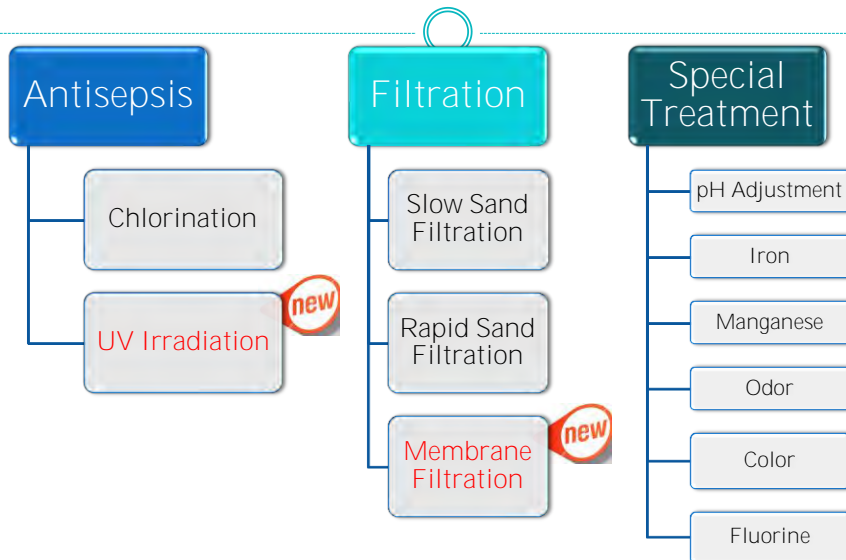 Antisepsis
Chlorination
UV Irradiation
new
Filtration
Slow Sand
Filtration
Rapid Sand
Filtration
Membrane
Filtration
new
Special
Treatment
pH Adjustment
Iron
Manganese
Odor
Color
Fluorine